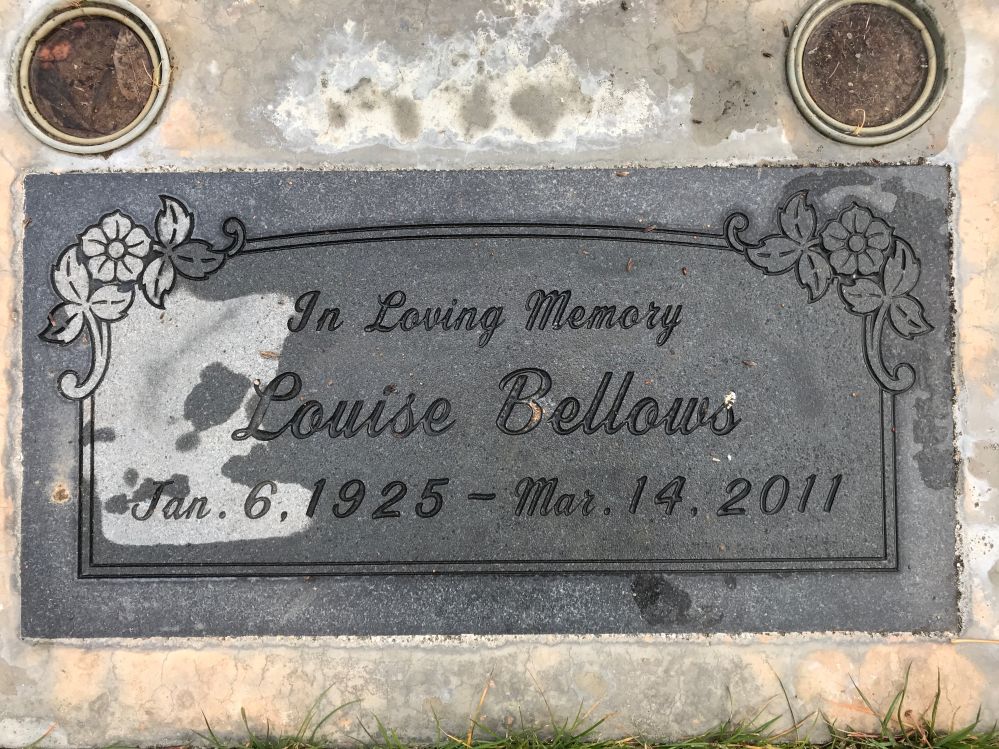 In Loving Memory
Louise Bellows
Jan. 6, 1925 - Mar. 14, 2011